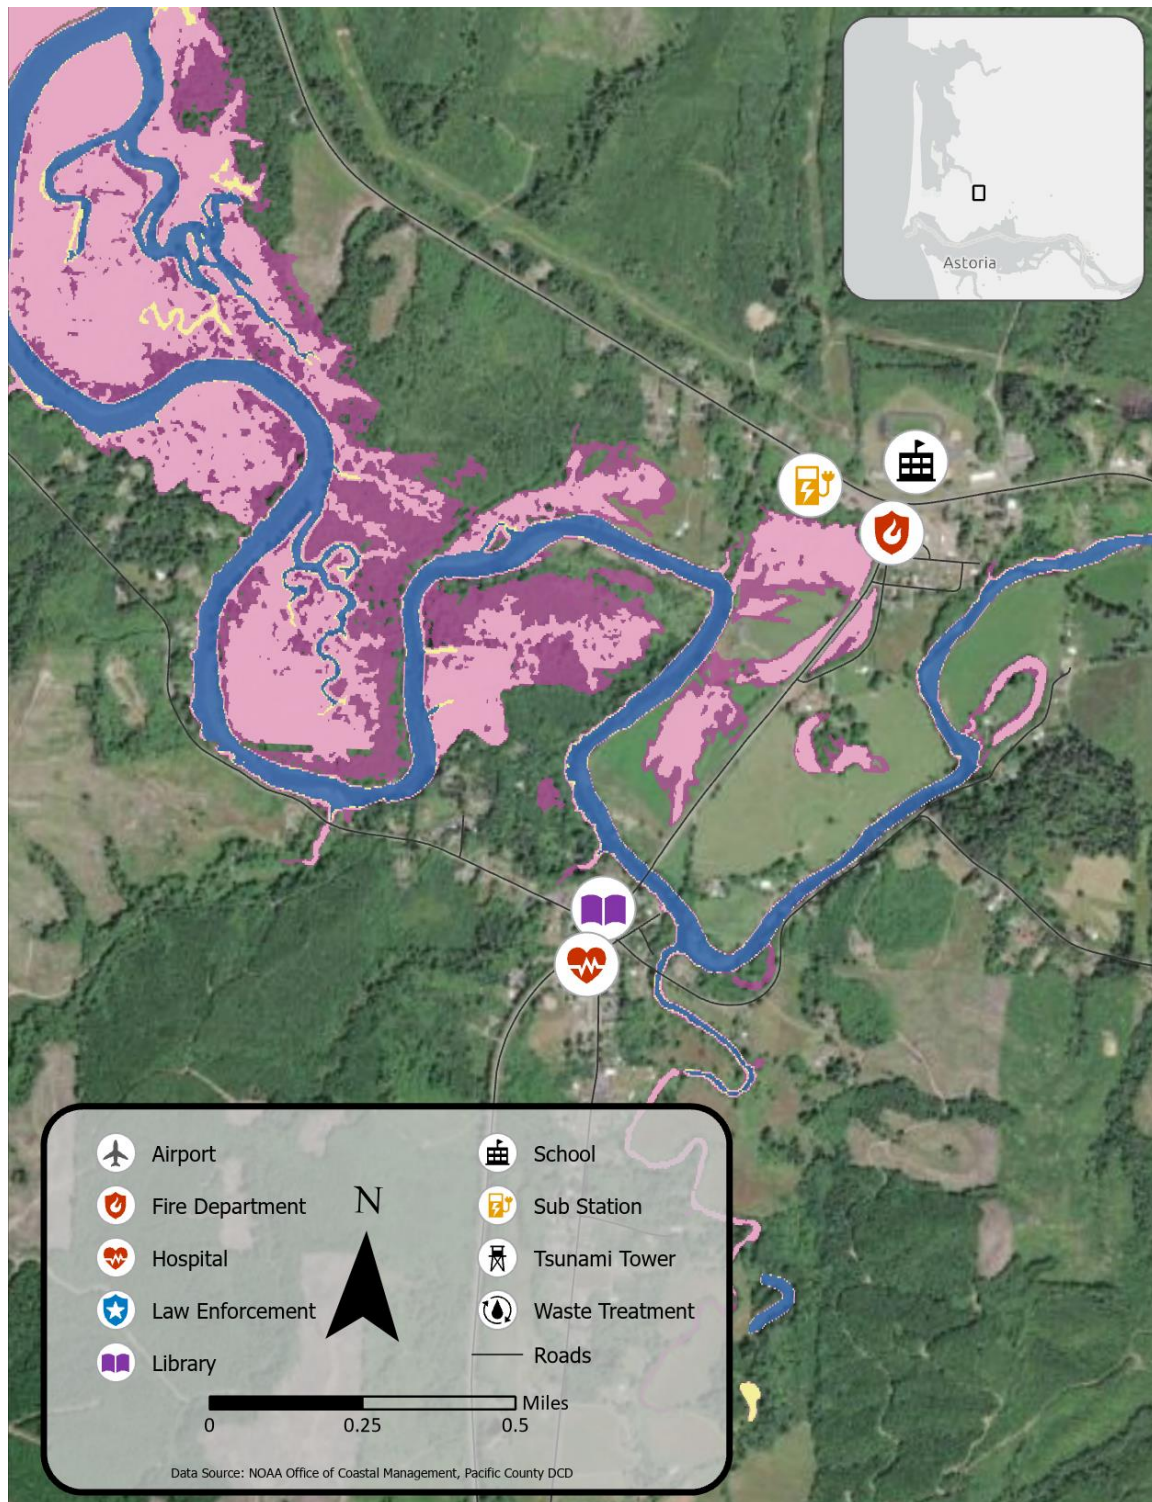 Astoria
Airport
Fire Department
Hospital
Law Enforcement
Library
N
School
Sub Station
Tsunami Tower
Waste Treatment
Roads
Miles
0 0.25 0.5
Data Source: NOAA Office of Coastal Management, Pacific County DCD